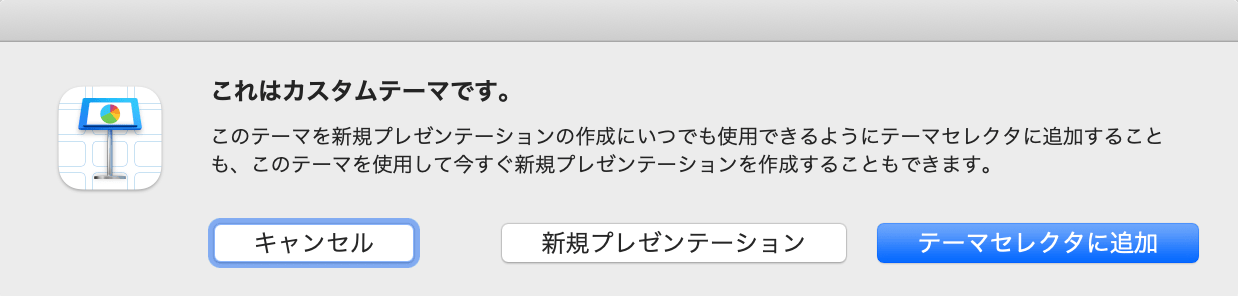 これはカスタムテーマです。
このテーマを新規プレゼンテーションの作成にいつでも使用できるようにテーマセレクタに追加すること
も、このテーマを使用して今すぐ新規プレゼンテーションを作成することもできます。
キャンセル
新規プレゼンテーション
テーマセレクタに追加